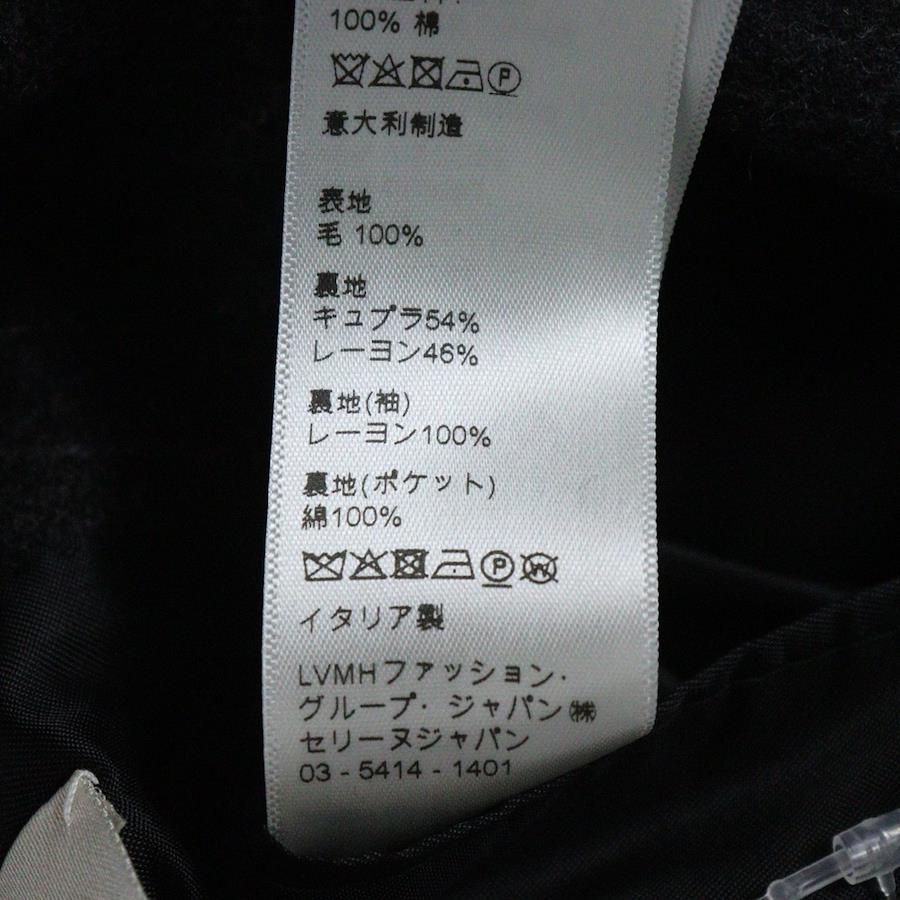 100% 棉
P
意大利制造
表地
毛 100%
裏地
キュプラ54%
レーヨン46%
裏地(袖)
レーヨン100%
裏地(ポケット)
綿100%
P W
イタリア製
LVMHファッション・
グループ・ジャパン㈱
セリーヌジャパン
03 - 5414 - 1401